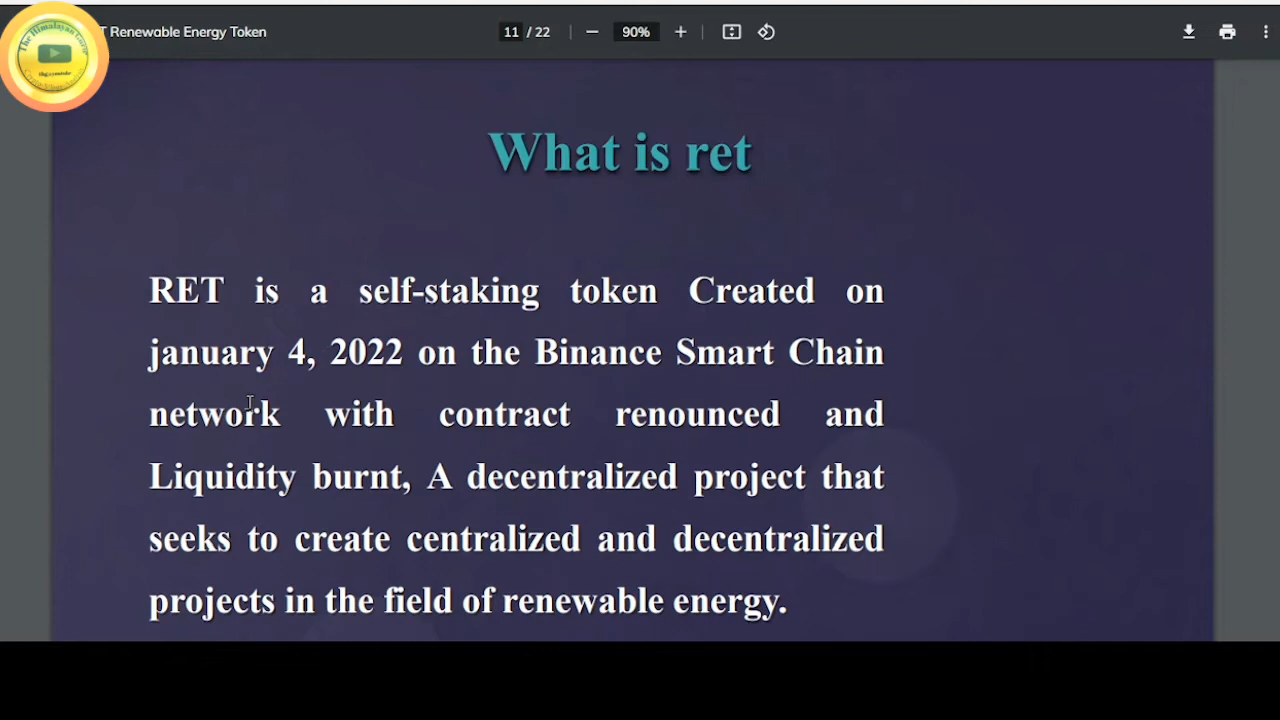 The Himalayan
T Renewable Energy Token
11 / 22
90%
What is ret
RET is a self-staking token Created on
january 4, 2022 on the Binance Smart Chain
network with contract renounced and
Liquidity burnt, A decentralized project that
seeks to create centralized and decentralized
projects in the field of renewable energy.